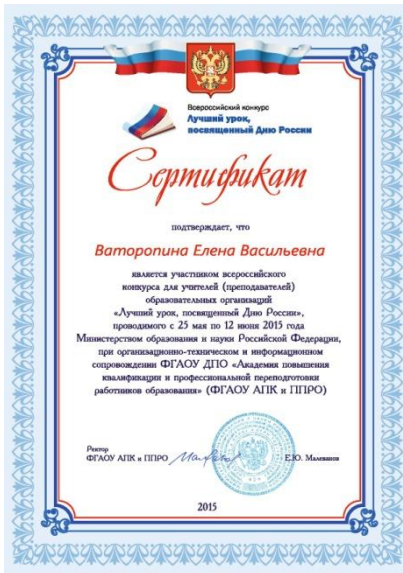 Всероссийский конкурс
Лучший урок,
посвященный Дню России
Сертификат
подтверждает, что
Ваторопина Елена Васильевна
является участником всероссийского
конкурса для учителей (преподавателей)
образовательных организаций
«Лучший урок, посвященный Дню России»,
проводимого с 25 мая по 12 июня 2015 года
Министерством образования и науки Российской Федерации,
при организационно-техническом и информационном
сопровождении ФГАОУ ДПО «Академия повышения
квалификации и профессиональной переподготовки
работников образования» (ФГАОУ АПК и ППРО)
Ректор
ФГАОУ АПК и ППРО
Е.Ю. Малеванов
2015